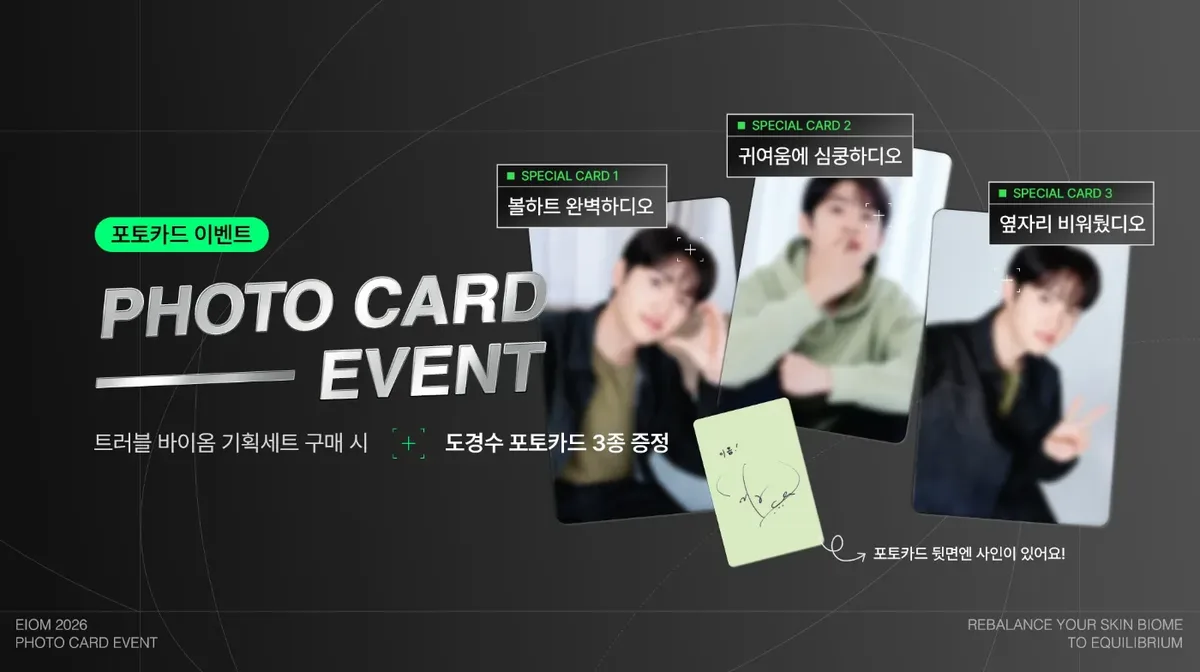 포토카드 이벤트
PHOTO CARD
EVENT
트러블 바이옴 기획세트 구매 시
도경수 포토카드 3종 증정
SPECIAL CARD 1
볼하트 완벽하디오
SPECIAL CARD 2
귀여움에 심쿵하디오
SPECIAL CARD 3
옆자리 비워뒀디오
이옴!
포토카드 뒷면엔 사인이 있어요!
EIOM 2026
PHOTO CARD EVENT
REBALANCE YOUR SKIN BIOME
TO EQUILIBRIUM